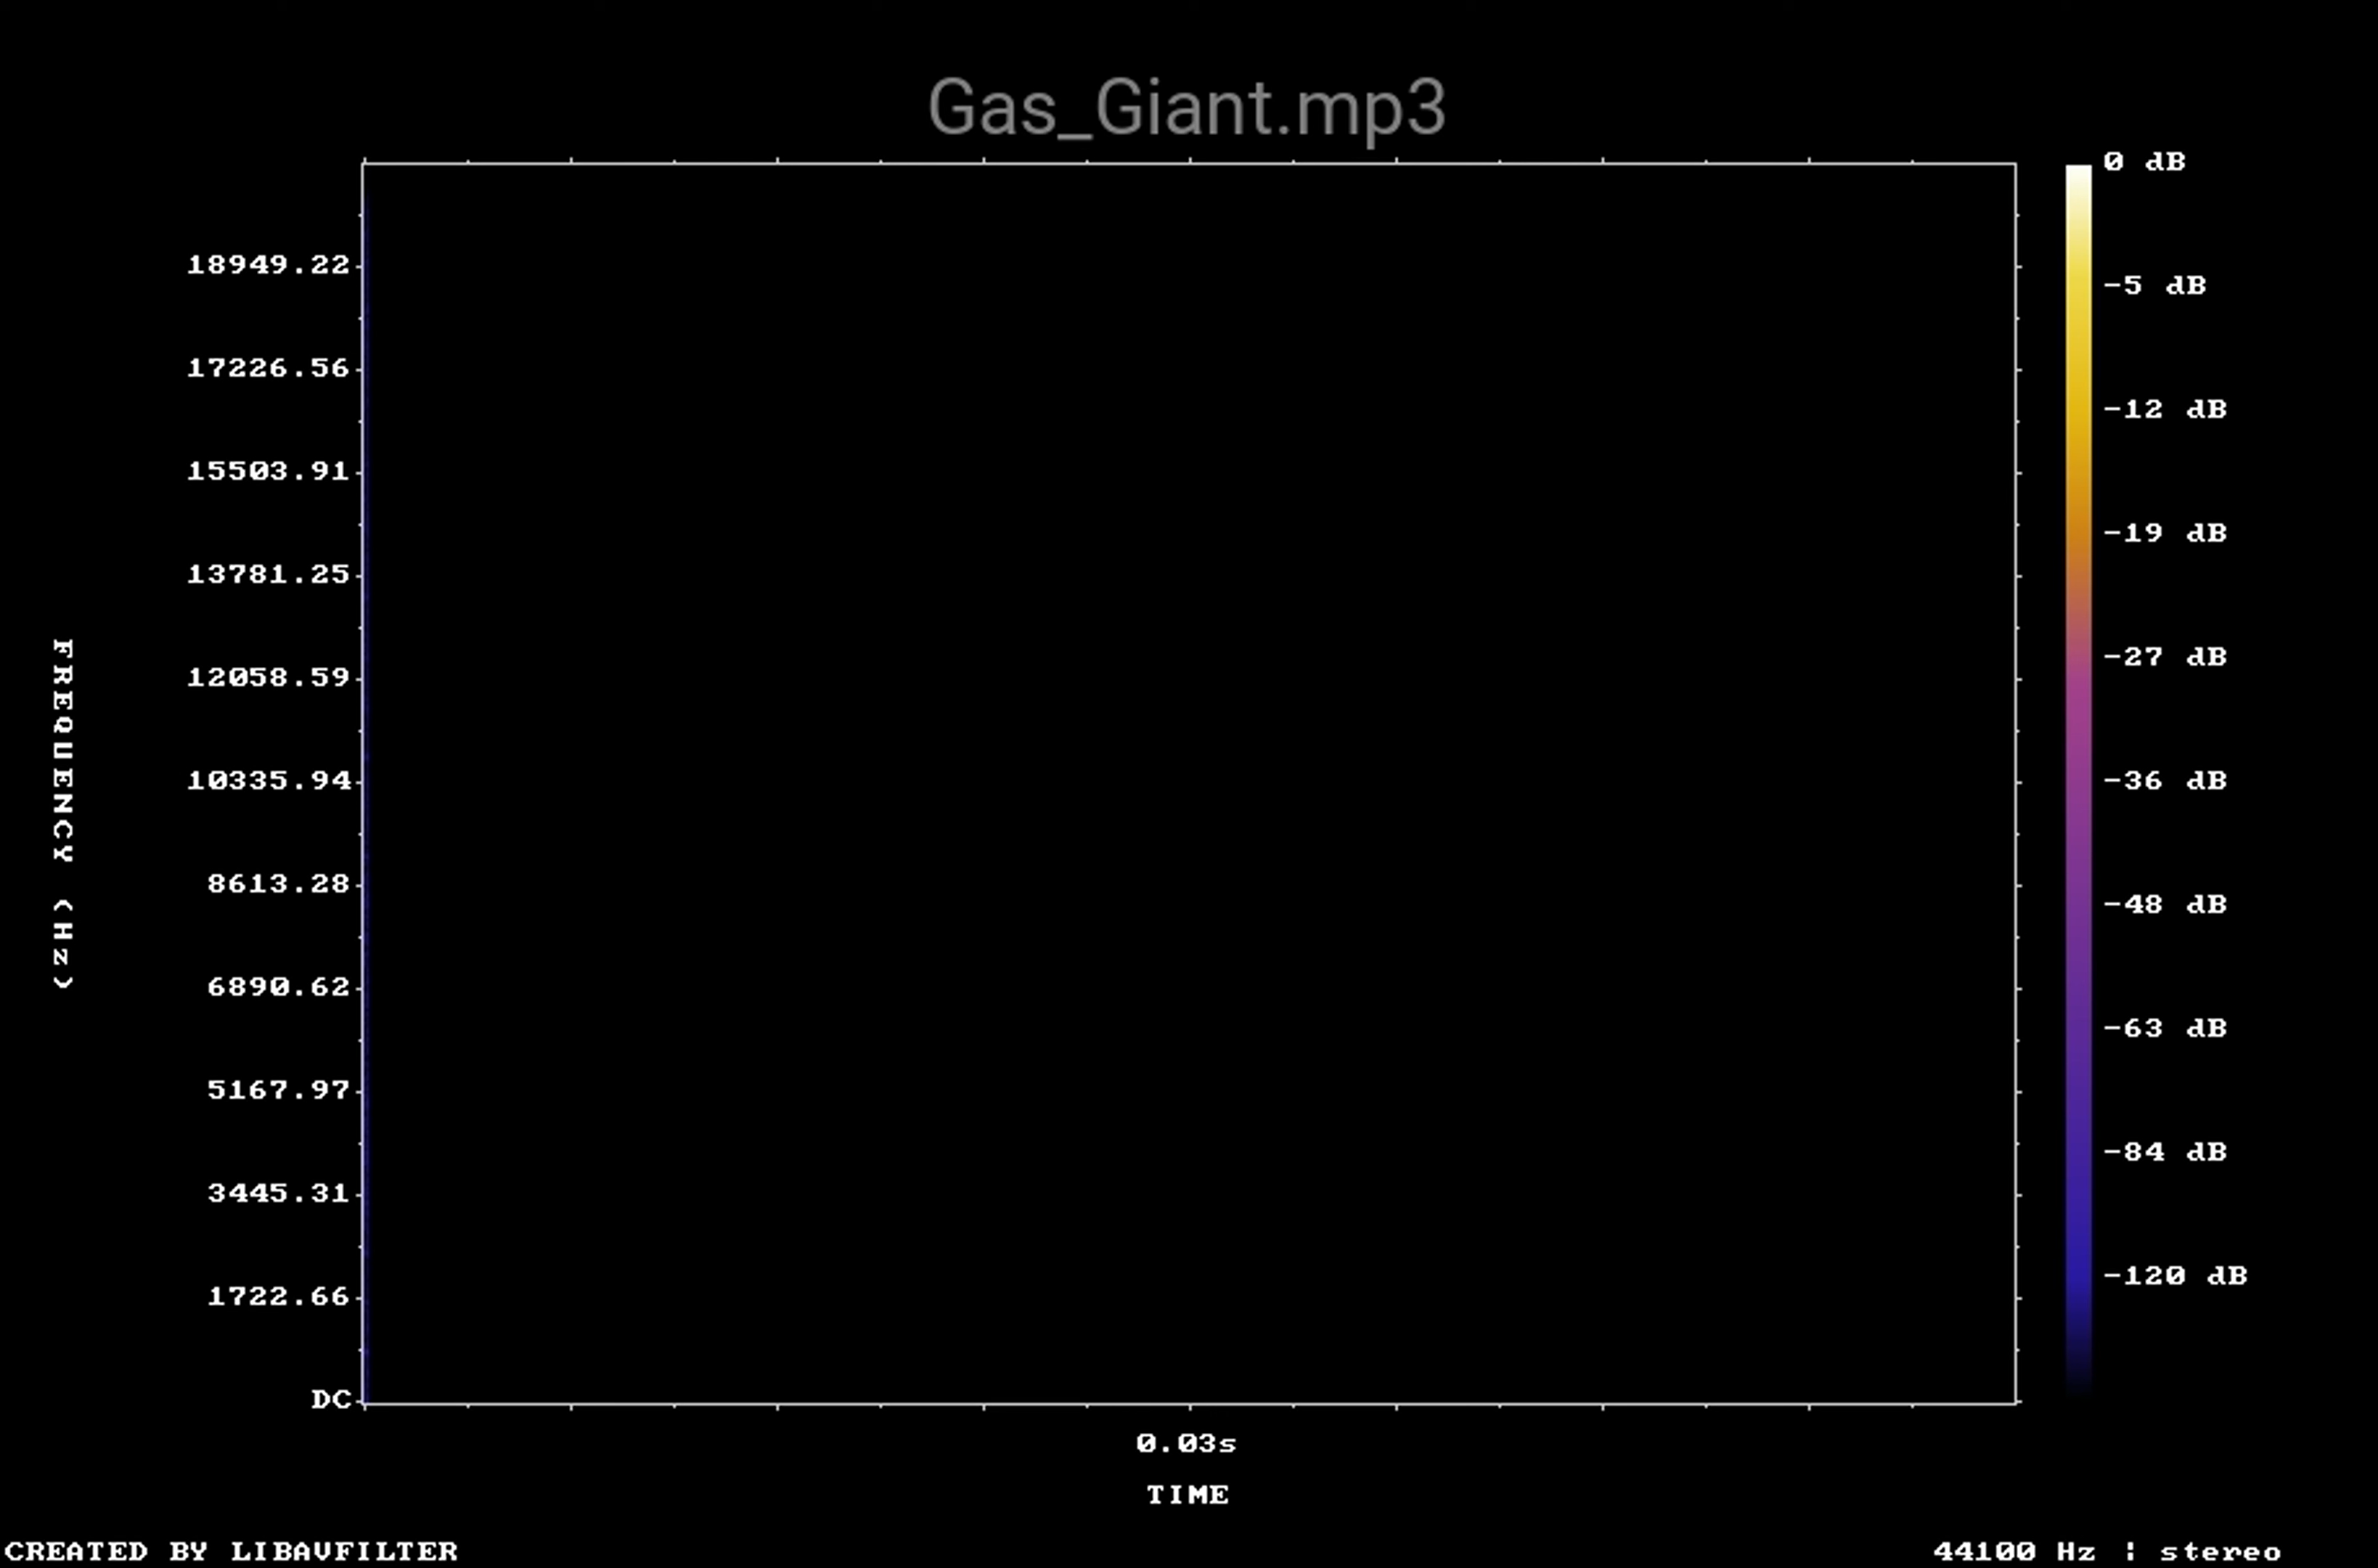 Gas_Giant.mp3
0 dB
18949.22
-5 dB
17226.56
-12 dB
15503.91
-19 dB
13781.25
-27 dB
12058.59
-36 dB
10335.94
-48 dB
8613.28
FREQUENCY (Hz)
6890.62
-63 dB
5167.97
-84 dB
3445.31
-120 dB
1722.66
DC
0.03s
TIME
CREATED BY LIBAVFILTER
44100 Hz | stereo